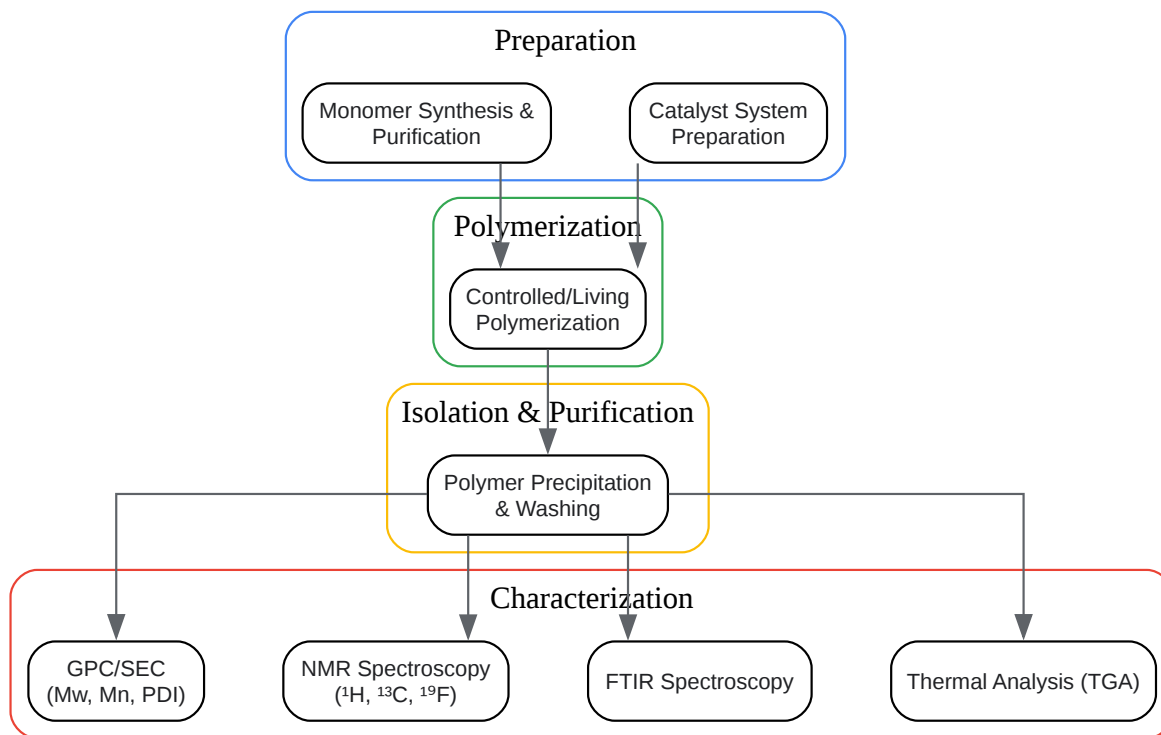 Preparation
Monomer Synthesis &
Purification
Catalyst System
Preparation
Polymerization
Controlled/Living
Polymerization
Isolation & Purification
Polymer Precipitation
& Washing
Characterization
GPC/SEC
(Mw, Mn, PDI)
NMR Spectroscopy
(¹H, ¹³C, ¹⁹F)
FTIR Spectroscopy
Thermal Analysis (TGA)